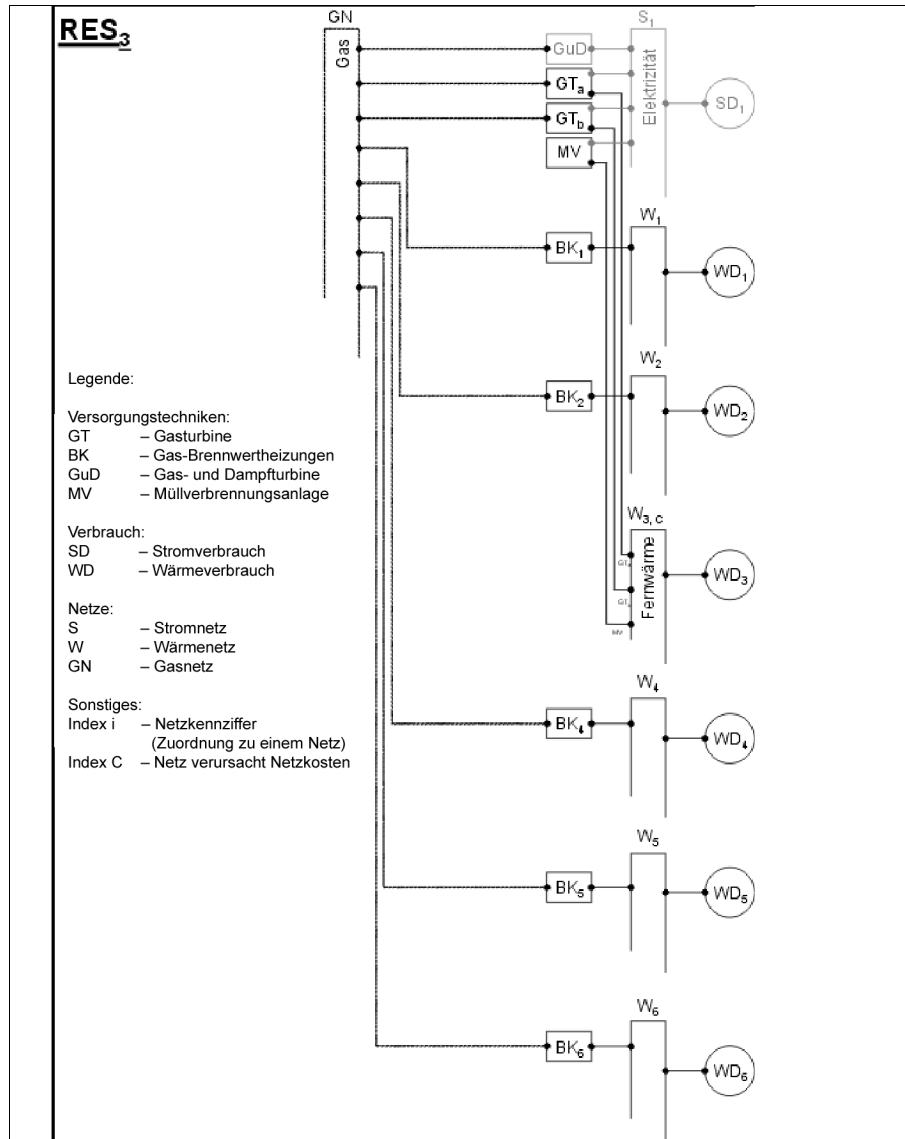 RES3
GN
S1
Gas
GuD
GTa
GTb
MV
Elektrizität
SD1
W1
BK1
WD1
W2
BK2
WD2
W3, C
Fernwärme
WD3
MV
W4
BK4
WD4
W5
BK5
WD5
W6
BK6
WD6
Legende:
Versorgungstechniken:
GT – Gasturbine
BK – Gas-Brennwertheizungen
GuD – Gas- und Dampfturbine
MV – Müllverbrennungsanlage
Verbrauch:
SD – Stromverbrauch
WD – Wärmeverbrauch
Netze:
S – Stromnetz
W – Wärmenetz
GN – Gasnetz
Sonstiges:
Index i – Netzkennziffer
(Zuordnung zu einem Netz)
Index C – Netz verursacht Netzkosten